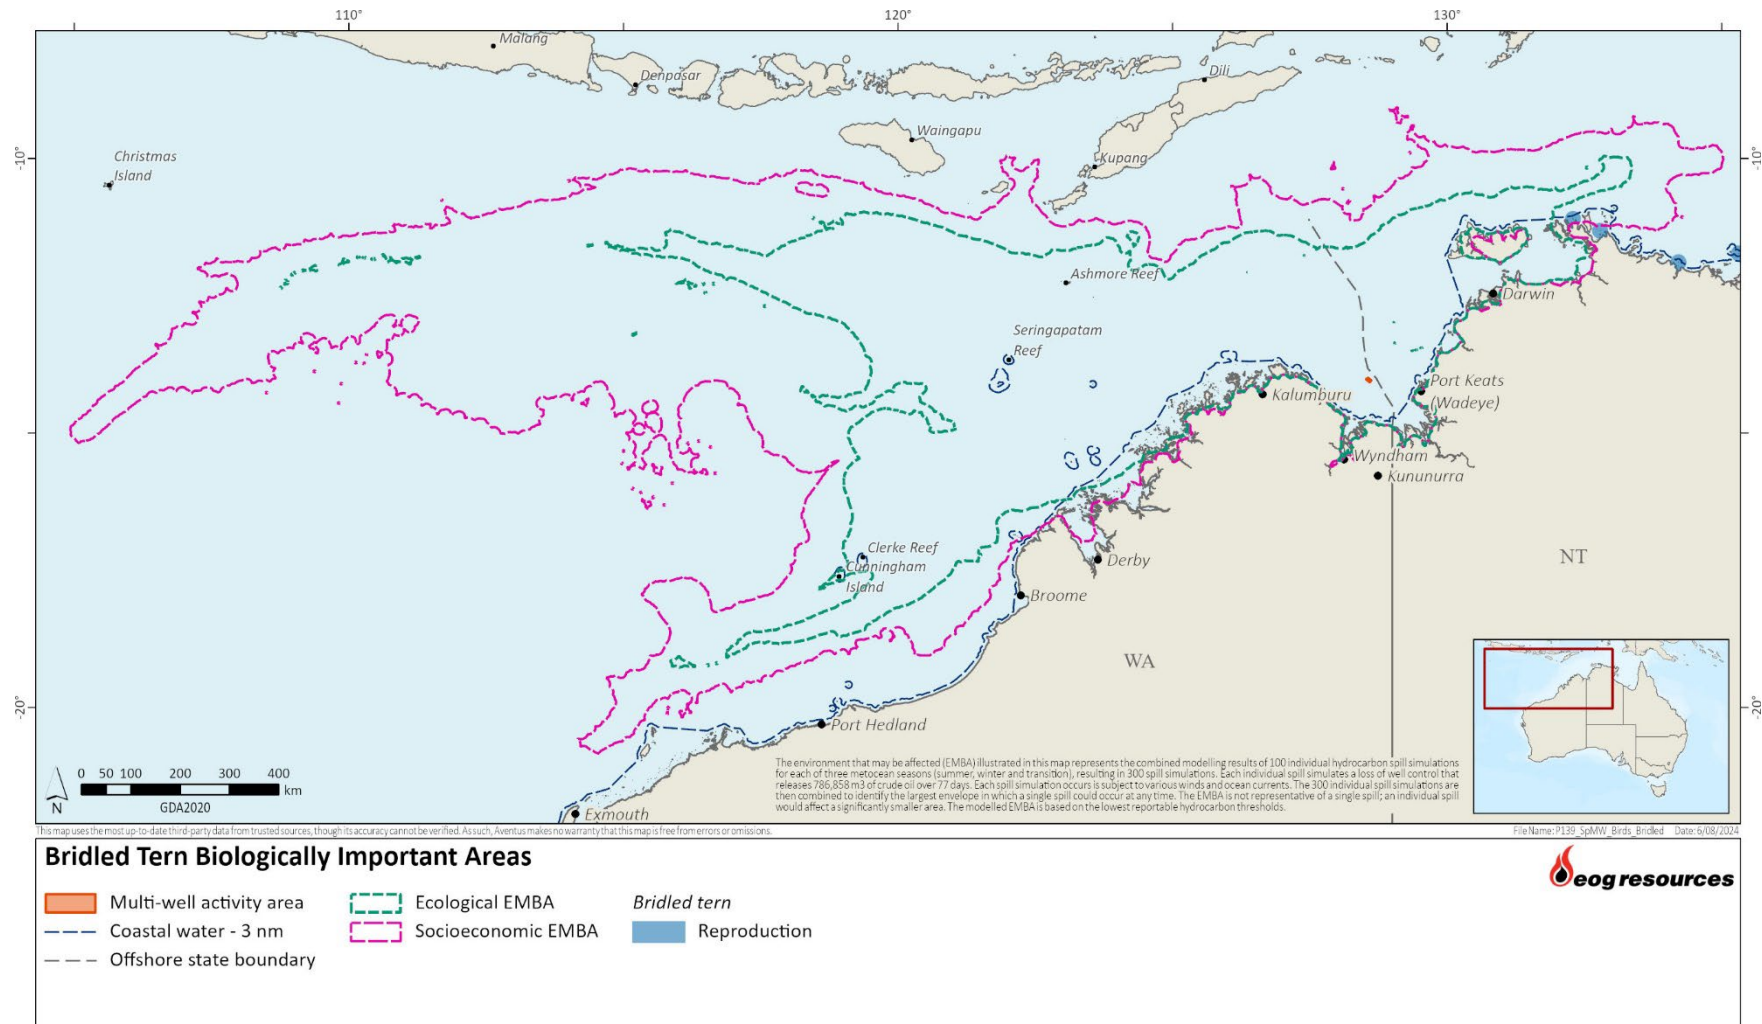 110°
120°
130°
Malang
Denpasar
Dili
Waingapu
-10°
Christmas
Island
Kupang
-10°
Ashmore Reef
Darwin
Seringapatam
Reef
Kalumburu
Port Keats
(Wadeye)
Wyndham
Kununurra
Clerke Reef
Cunningham
Island
Derby
NT
Broome
WA
-20°
-20°
Port Hedland
The environment that may be affected (EMBA) illustrated in this map represents the combined modelling results of 100 individual hydrocarbon spill simulations
for each of three metocean seasons (summer, winter and transition), resulting in 300 spill simulations. Each individual spill simulates a loss of well control that
releases 786,858 m3 of crude oil over 77 days. Each spill simulation occurs is subject to various winds and ocean currents. The 300 individual spill simulations are
then combined to identify the largest envelope in which a single spill could occur at any time. The EMBA is not representative of a single spill; an individual spill
would affect a significantly smaller area. The modelled EMBA is based on the lowest reportable hydrocarbon thresholds.
0 50 100 200 300 400
km
N
GDA2020
Exmouth
This map uses the most up-to-date third-party data from trusted sources, though its accuracy cannot be verified. As such, Aventus makes no warranty that this map is free from errors or omissions.
File Name: P139_SpMW_Birds_Bridled Date: 6/08/2024
Bridled Tern Biologically Important Areas
eog resources
Multi-well activity area
Ecological EMBA
Bridled tern
Coastal water - 3 nm
Socioeconomic EMBA
Reproduction
Offshore state boundary